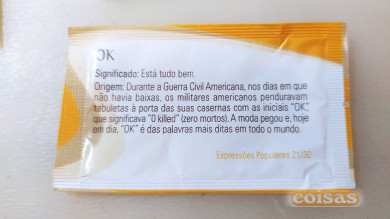 OK
Significado: Está tudo bem.
Origem: Durante a Guerra Civil Americana, nos dias em que
não havia baixas, os militares americanos penduravam
tabuletas à porta das suas casernas com as iniciais "OK",
que significava "0 killed" (zero mortos). A moda pegou e, hoje
em dia, "OK" é das palavras mais ditas em todo o mundo.
Expressões Populares 21/30
coisas